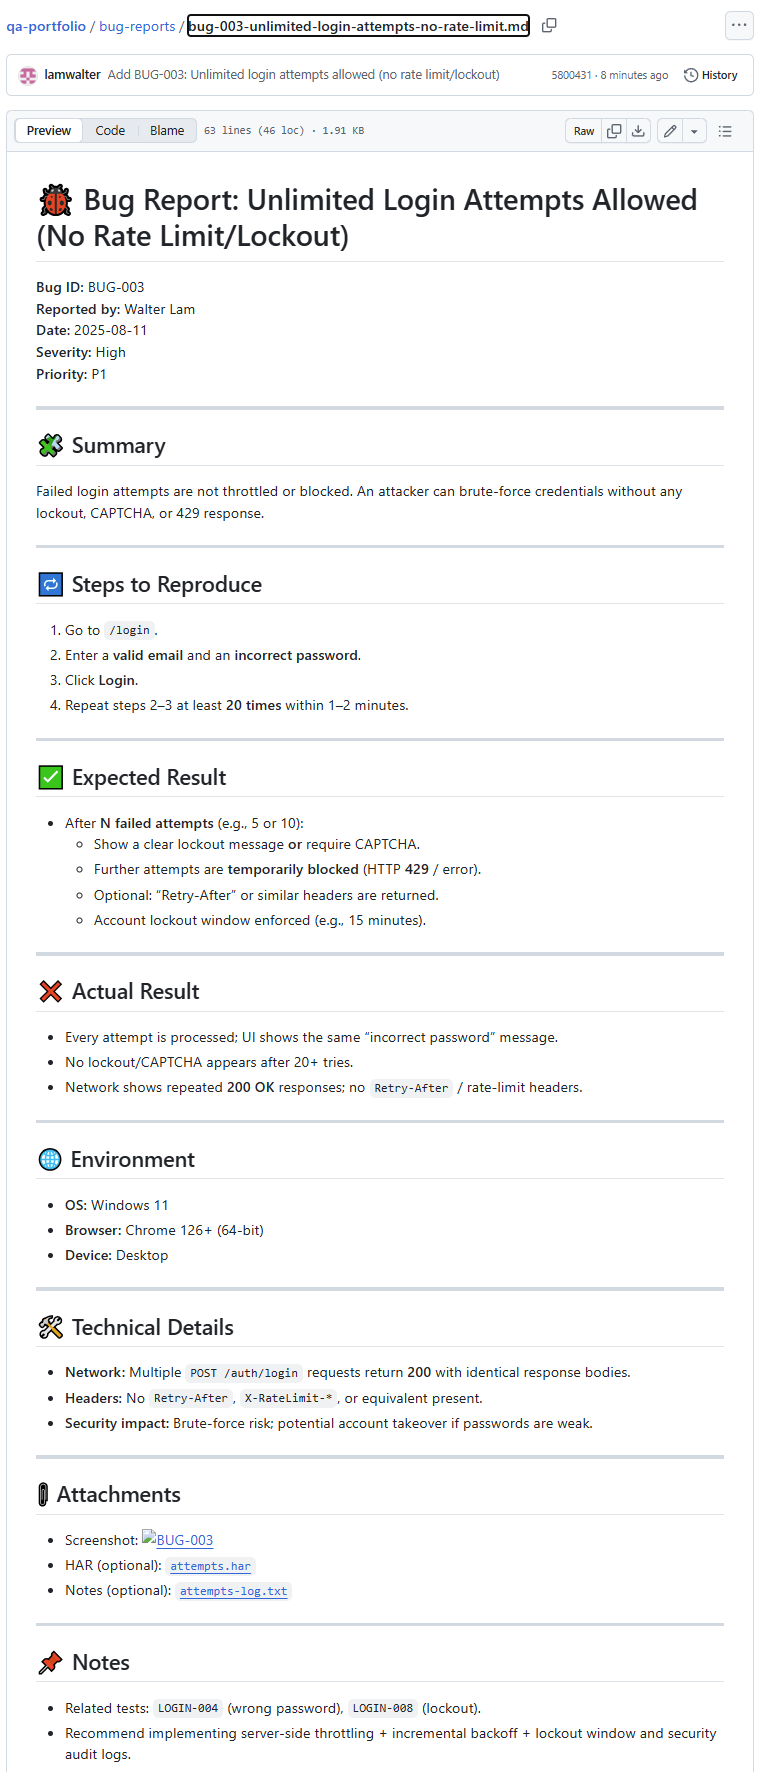 qa-portfolio / bug-reports / bug-003-unlimited-login-attempts-no-rate-limit.md
lamwalter Add BUG-003: Unlimited login attempts allowed (no rate limit/lockout) 5800431 · 8 minutes ago History
Preview Code Blame 63 lines (46 loc) · 1.91 KB Raw
Bug Report: Unlimited Login Attempts Allowed
(No Rate Limit/Lockout)
Bug ID: BUG-003
Reported by: Walter Lam
Date: 2025-08-11
Severity: High
Priority: P1
Summary
Failed login attempts are not throttled or blocked. An attacker can brute-force credentials without any
lockout, CAPTCHA, or 429 response.
Steps to Reproduce
1. Go to /login.
2. Enter a valid email and an incorrect password.
3. Click Login.
4. Repeat steps 2–3 at least 20 times within 1–2 minutes.
Expected Result
• After N failed attempts (e.g., 5 or 10):
◦ Show a clear lockout message or require CAPTCHA.
◦ Further attempts are temporarily blocked (HTTP 429 / error).
◦ Optional: “Retry-After” or similar headers are returned.
◦ Account lockout window enforced (e.g., 15 minutes).
Actual Result
• Every attempt is processed; UI shows the same “incorrect password” message.
• No lockout/CAPTCHA appears after 20+ tries.
• Network shows repeated 200 OK responses; no Retry-After / rate-limit headers.
Environment
• OS: Windows 11
• Browser: Chrome 126+ (64-bit)
• Device: Desktop
Technical Details
• Network: Multiple POST /auth/login requests return 200 with identical response bodies.
• Headers: No Retry-After, X-RateLimit-*, or equivalent present.
• Security impact: Brute-force risk; potential account takeover if passwords are weak.
Attachments
• Screenshot: BUG-003
• HAR (optional): attempts.har
• Notes (optional): attempts-log.txt
Notes
• Related tests: LOGIN-004 (wrong password), LOGIN-008 (lockout).
• Recommend implementing server-side throttling + incremental backoff + lockout window and security
audit logs.